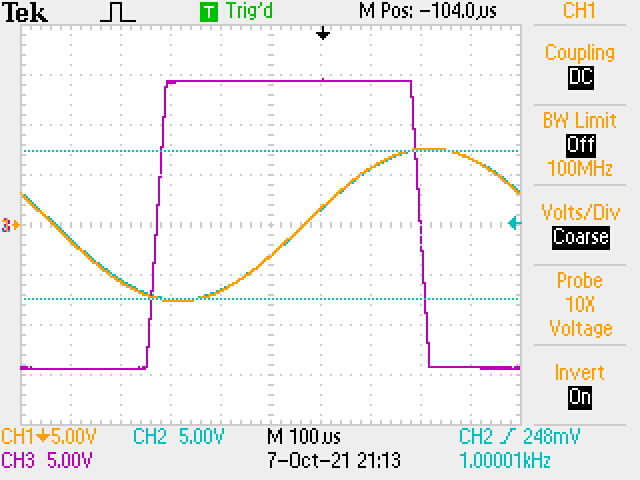 Tek T Trig'd M Pos: -104.0µs CH1
Coupling
DC
BW Limit
Off
100MHz
Volts/Div
Coarse
Probe
10X
Voltage
Invert
On
3
CH1 5.00V CH2 5.00V M 100µs CH2 248mV
CH3 5.00V 7-Oct-21 21:13 1.00001kHz